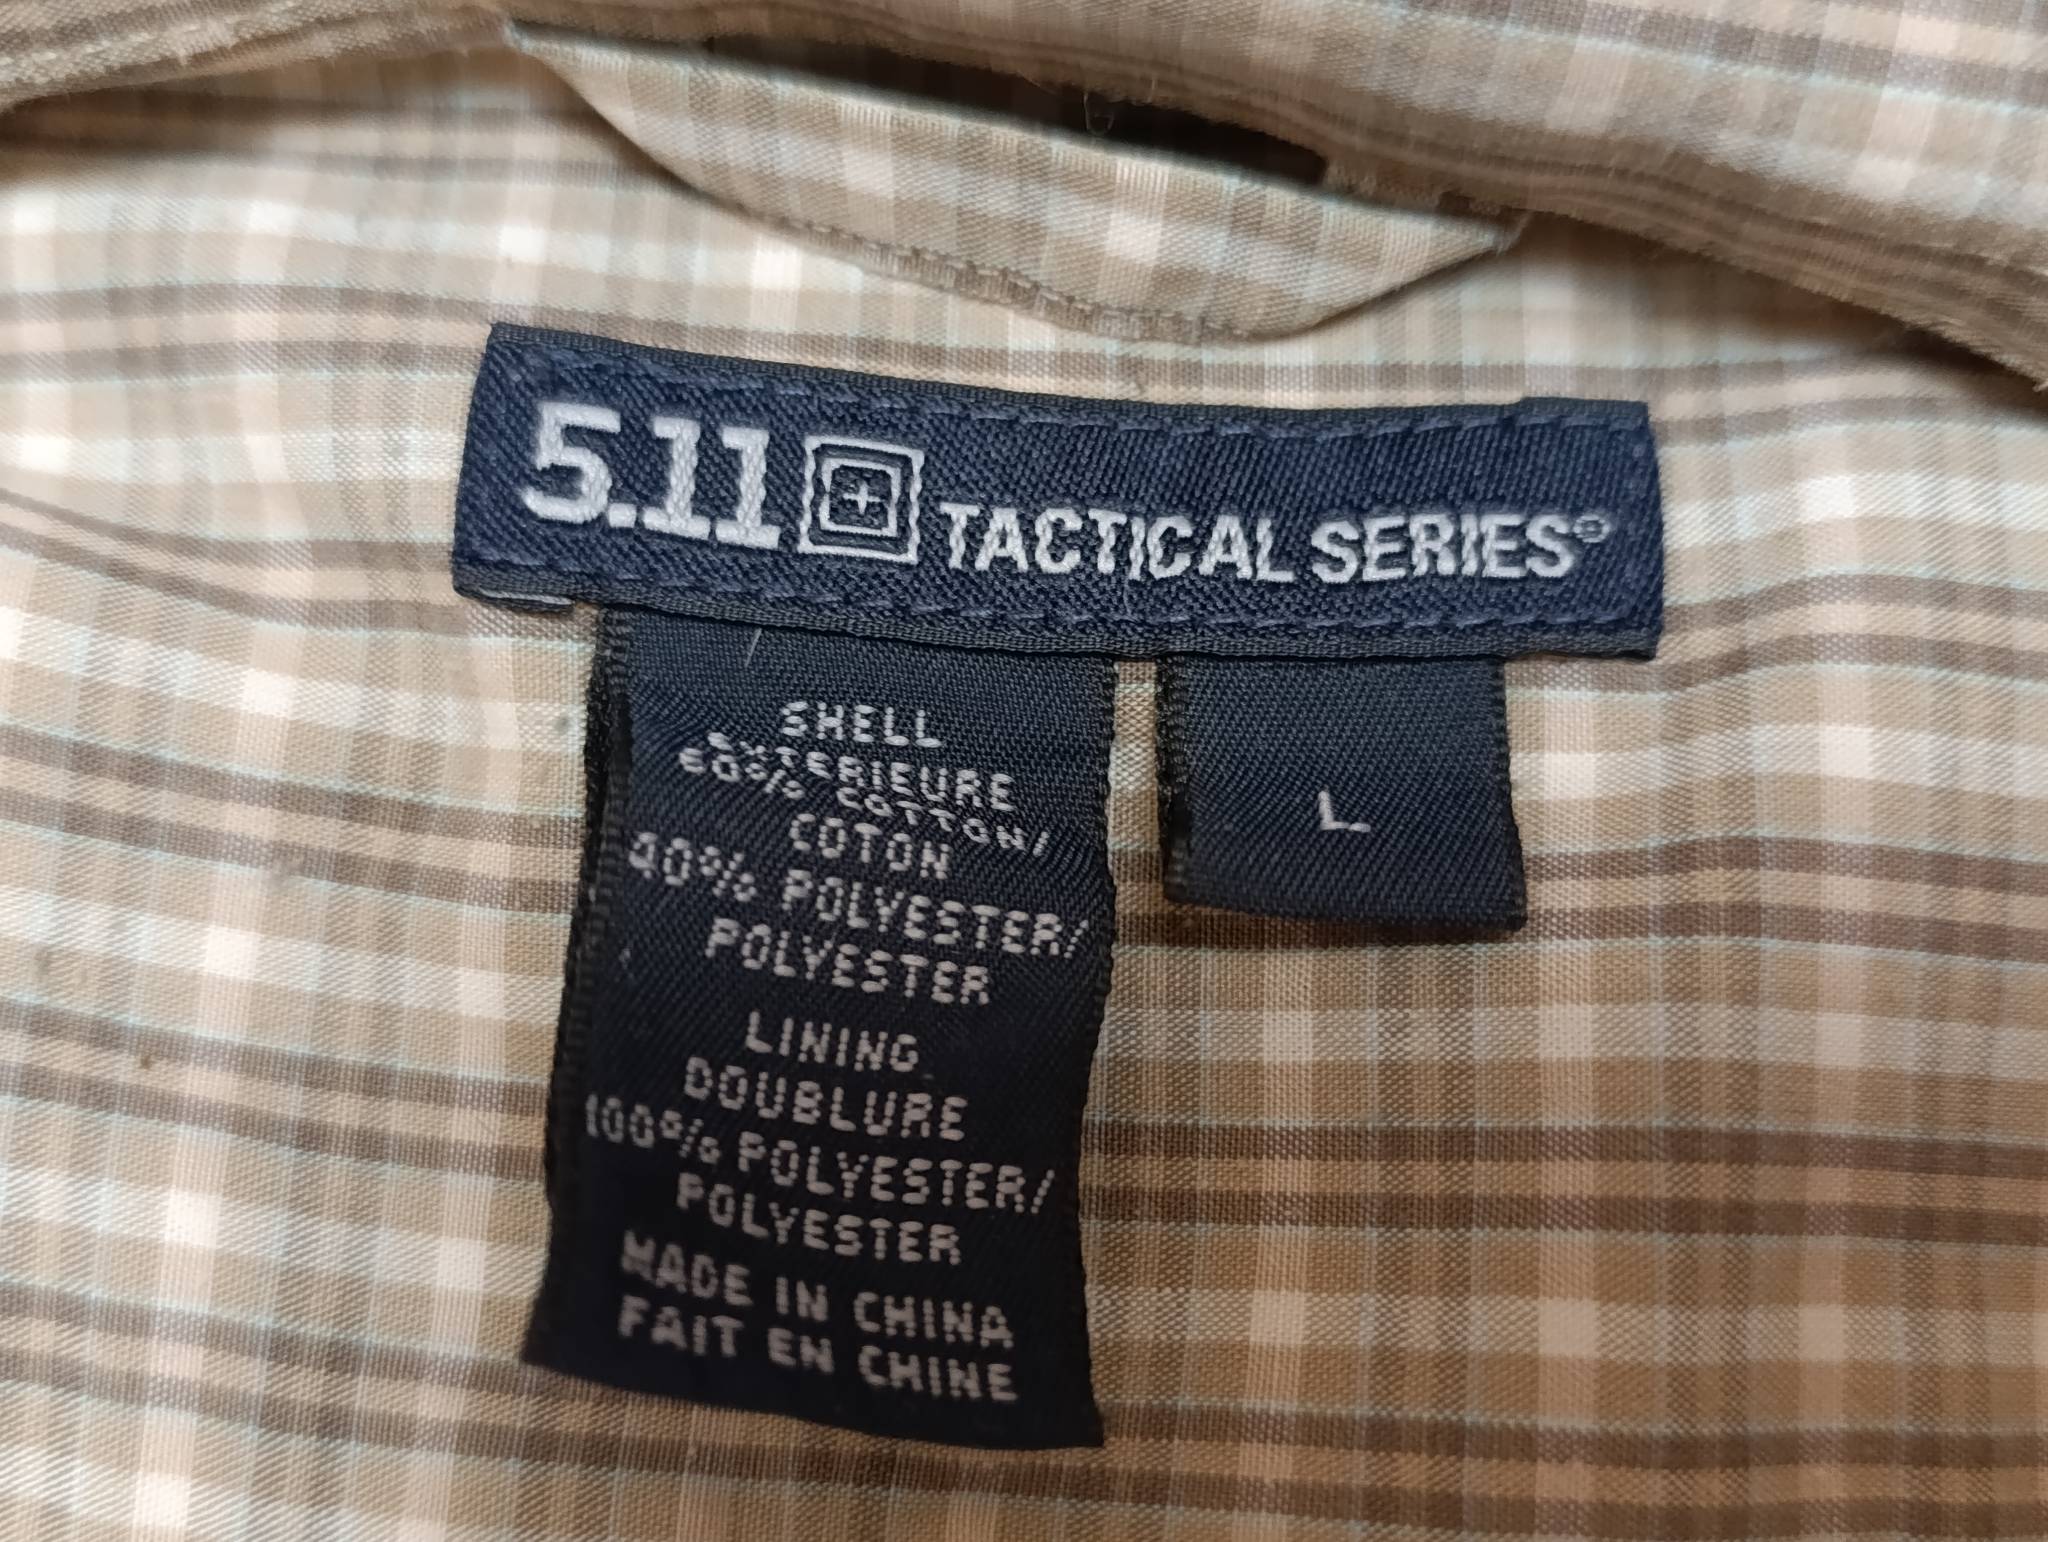 5.11 TACTICAL SERIES®
SHELL
EXTERIEURE
60% COTTON/
COTON
40% POLYESTER/
POLYESTER
LINING
DOUBLURE
100% POLYESTER/
POLYESTER
MADE IN CHINA
FAIT EN CHINE
L